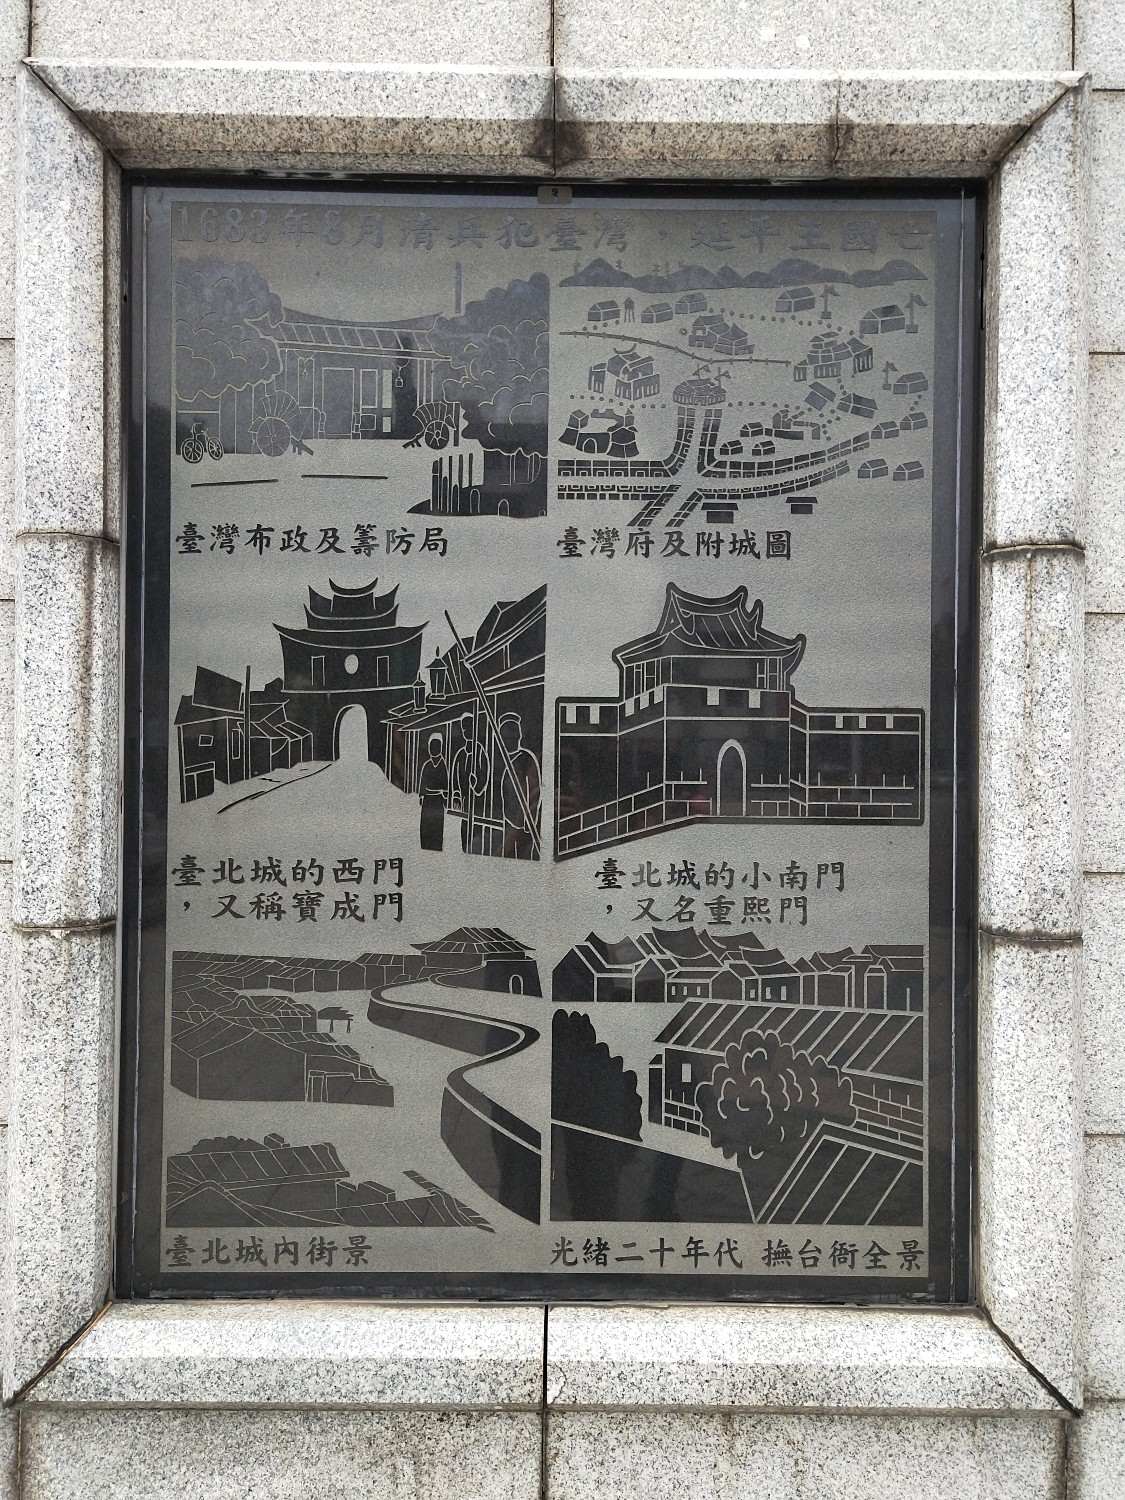 1683年8月清兵犯臺灣，延平王國亡
臺灣布政及籌防局
臺灣府及附城圖
臺北城的西門
，又稱寶成門
臺北城的小南門
，又名重熙門
臺北城內街景
光緒二十年代 撫台衙全景